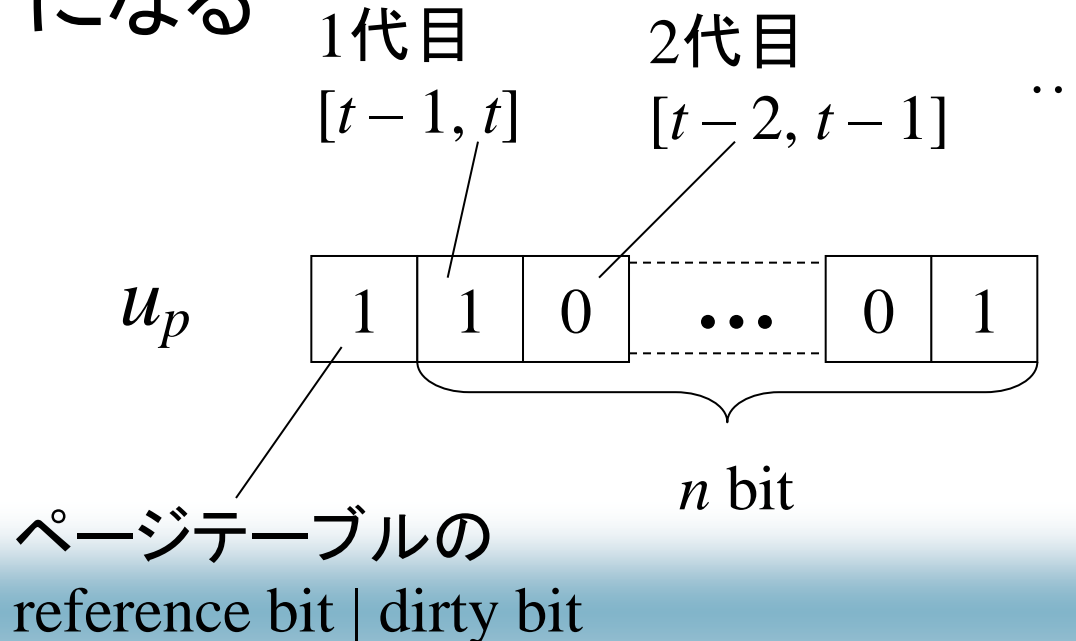 になる
1代目
[t − 1, t]
2代目
[t − 2, t − 1]
..
u_p
1 1 0 ••• 0 1
n bit
ページテーブルの
reference bit | dirty bit